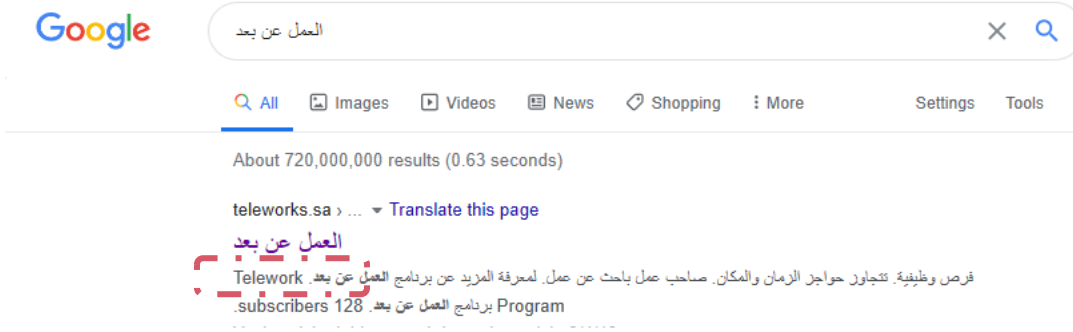 Google
العمل عن بعد
All Images Videos News Shopping More Settings Tools
About 720,000,000 results (0.63 seconds)
teleworks.sa › ... Translate this page
العمل عن بعد
فرص وظيفية. تتجاوز حواجز الزمان والمكان. صاحب عمل باحث عن عمل. لمعرفة المزيد عن برنامج العمل عن بعد. Telework
Program برنامج العمل عن بعد. 128 subscribers.